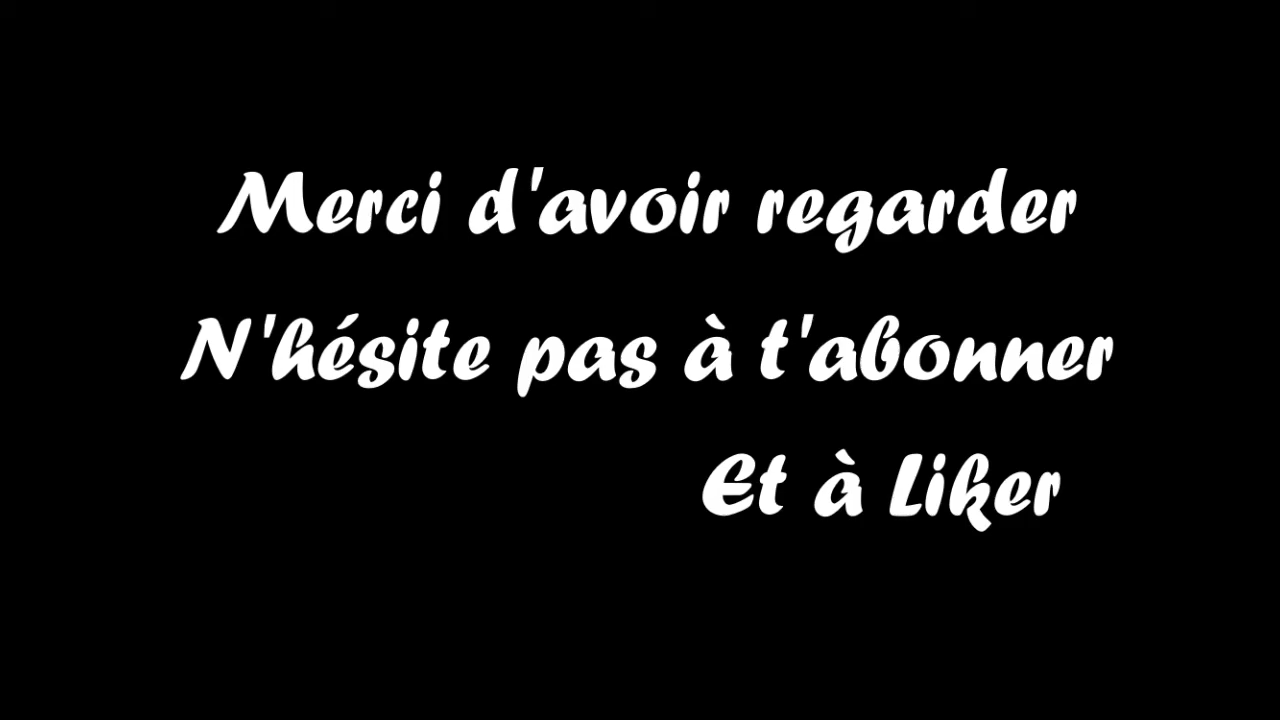 Merci d'avoir regarder
N'hésite pas à t'abonner
Et à Liker